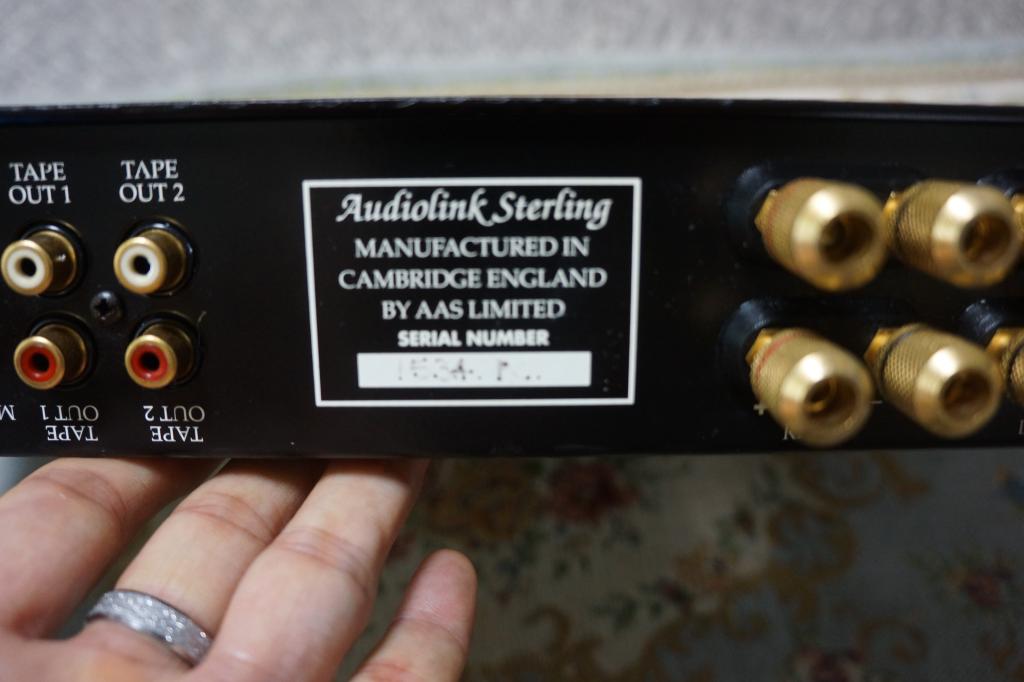 TAPE
OUT 1
TAPE
OUT 2
Audiolink Sterling
MANUFACTURED IN
CAMBRIDGE ENGLAND
BY AAS LIMITED
SERIAL NUMBER
TAPE
OUT 1
TAPE
OUT 2
+
-